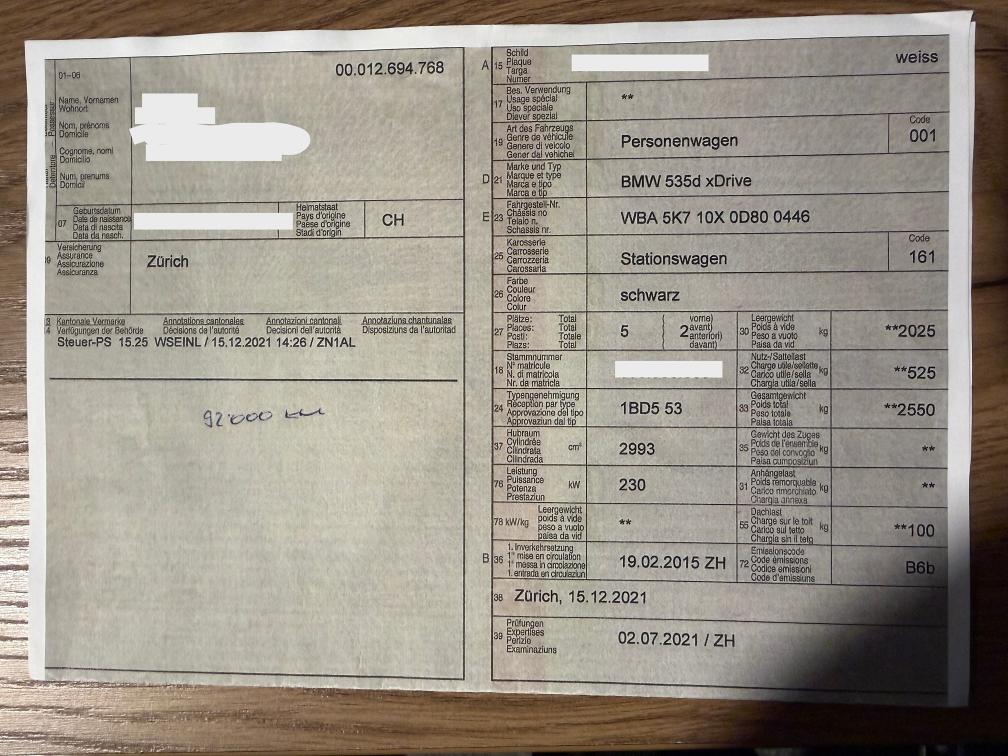 01-06
00.012.694.768
Name, Vornamen
Wohnort
Nom, prénoms
Domicile
Cognome, nomi
Domicilio
Num, prenums
Domicil
07
Geburtsdatum
Date de naissance
Data di nascita
Data da nasch.
Heimatstaat
Pays d'origine
Paese d'origine
Stadi d'origin
CH
09
Versicherung
Assurance
Assicurazione
Assicuranza
Zürich
Kantonale Vermerke
Verfügungen der Behörde
Annotations cantonales
Décisions de l'autorité
Annotazioni cantonali
Decisioni dell'autorità
Annotaziuns chantunalas
Disposiziuns da l'autoritad
Steuer-PS 15.25 WSEINL / 15.12.2021 14:26 / ZN1AL
92'000 km
A 15
Schild
Plaque
Targa
Numer
weiss
17
Bes. Verwendung
Usage spécial
Uso speciale
Diever spezial
**
19
Art des Fahrzeugs
Genre de véhicule
Genere di veicolo
Gener dal vehichel
Personenwagen
Code
001
D 21
Marke und Typ
Marque et type
Marca e tipo
Marca e tip
BMW 535d xDrive
E 23
Fahrgestell-Nr.
Châssis no
Telaio n.
Schassis nr.
WBA 5K7 10X 0D80 0446
25
Karosserie
Carrosserie
Carrozzeria
Carossaria
Stationswagen
Code
161
26
Farbe
Couleur
Colore
Colur
schwarz
27
Plätze: Total
Places: Total
Posti: Totale
Plazs: Total
5
( 2
vorne)
avant)
anteriori)
davant)
30
Leergewicht
Poids à vide
Peso a vuoto
Paisa da vid
kg
**2025
18
Stammnummer
N° matricule
N. di matricola
Nr. da matricla
32
Nutz-/Sattellast
Charge utile/sellette
Carico utile/sella
Chargia utila/sella
kg
**525
24
Typengenehmigung
Réception par type
Approvazione del tipo
Approvaziun dal tip
1BD5 53
33
Gesamtgewicht
Poids total
Peso totale
Paisa totala
kg
**2550
37
Hubraum
Cylindrée
Cilindrata
Cilindrada
cm³
2993
35
Gewicht des Zuges
Poids de l'ensemble
Peso del convoglio
Paisa cumposiziun
kg
**
76
Leistung
Puissance
Potenza
Prestaziun
kW
230
31
Anhängelast
Poids remorquable
Carico rimorchiato
Chargia annexa
kg
**
78 kW/kg
Leergewicht
poids à vide
peso a vuoto
paisa da vid
**
55
Dachlast
Charge sur le toit
Carico sul tetto
Chargia sin il tetg
kg
**100
B 36
1. Inverkehrsetzung
1re mise en circulation
1a messa in circolazione
1. entrada en circulaziun
19.02.2015 ZH
72
Emissionscode
Code émissions
Codice emissioni
Code d'emissiuns
B6b
38
Zürich, 15.12.2021
39
Prüfungen
Expertises
Perizie
Examinaziuns
02.07.2021 / ZH